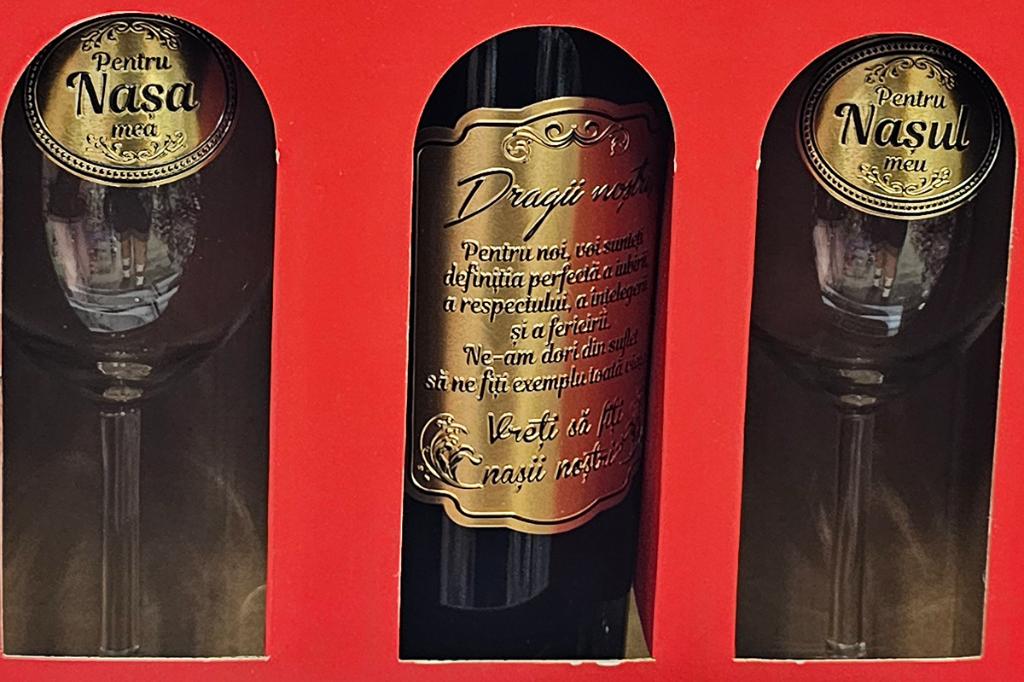 Pentru
Nașa
mea
Dragii noștri
Pentru noi, voi sunteți
definiția perfectă a iubirii,
a respectului, a înțelegerii
și a fericirii.
Ne-am dori din suflet
să ne fiți exemplu toată
Vreți să fiți
nașii noștri
Pentru
Nașul
meu